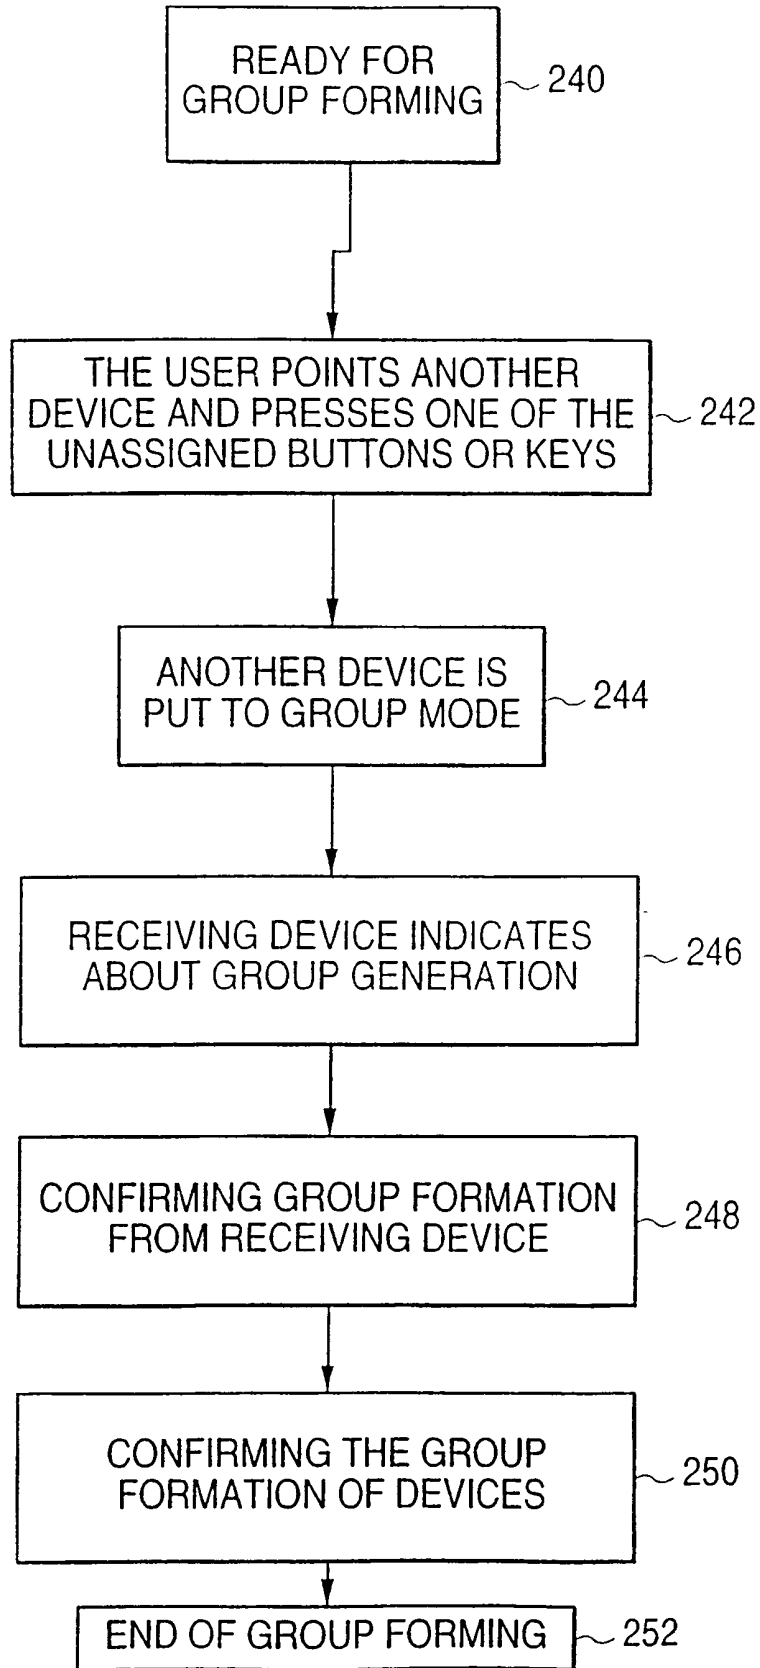 READY FOR
GROUP FORMING
240
THE USER POINTS ANOTHER
DEVICE AND PRESSES ONE OF THE
UNASSIGNED BUTTONS OR KEYS
242
ANOTHER DEVICE IS
PUT TO GROUP MODE
244
RECEIVING DEVICE INDICATES
ABOUT GROUP GENERATION
246
CONFIRMING GROUP FORMATION
FROM RECEIVING DEVICE
248
CONFIRMING THE GROUP
FORMATION OF DEVICES
250
END OF GROUP FORMING
252